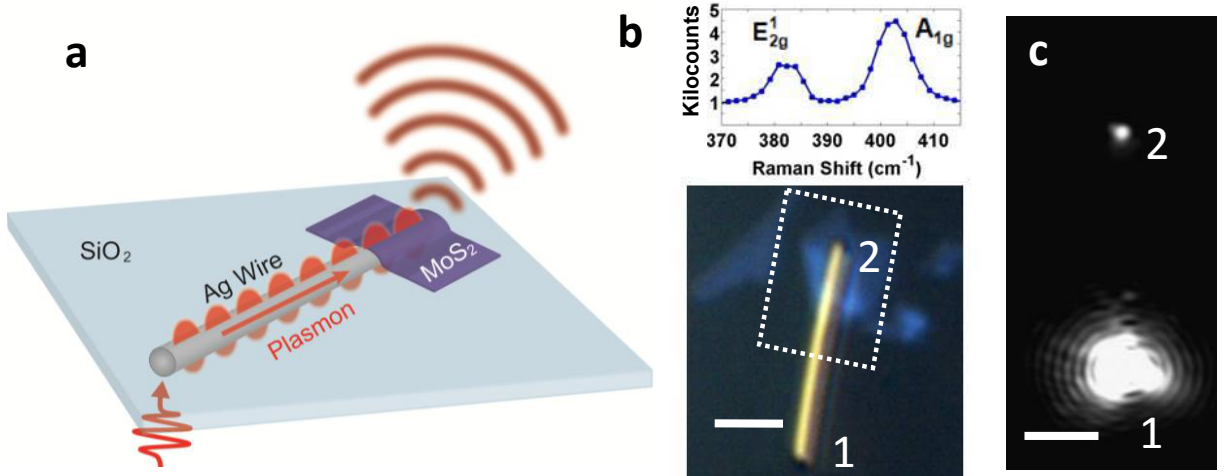 a
SiO2
Ag Wire
Plasmon
MoS2
b
Kilocounts
5
4
3
2
1
E12g
A1g
370 380 390 400 410
Raman Shift (cm-1)
2
1
c
2
1